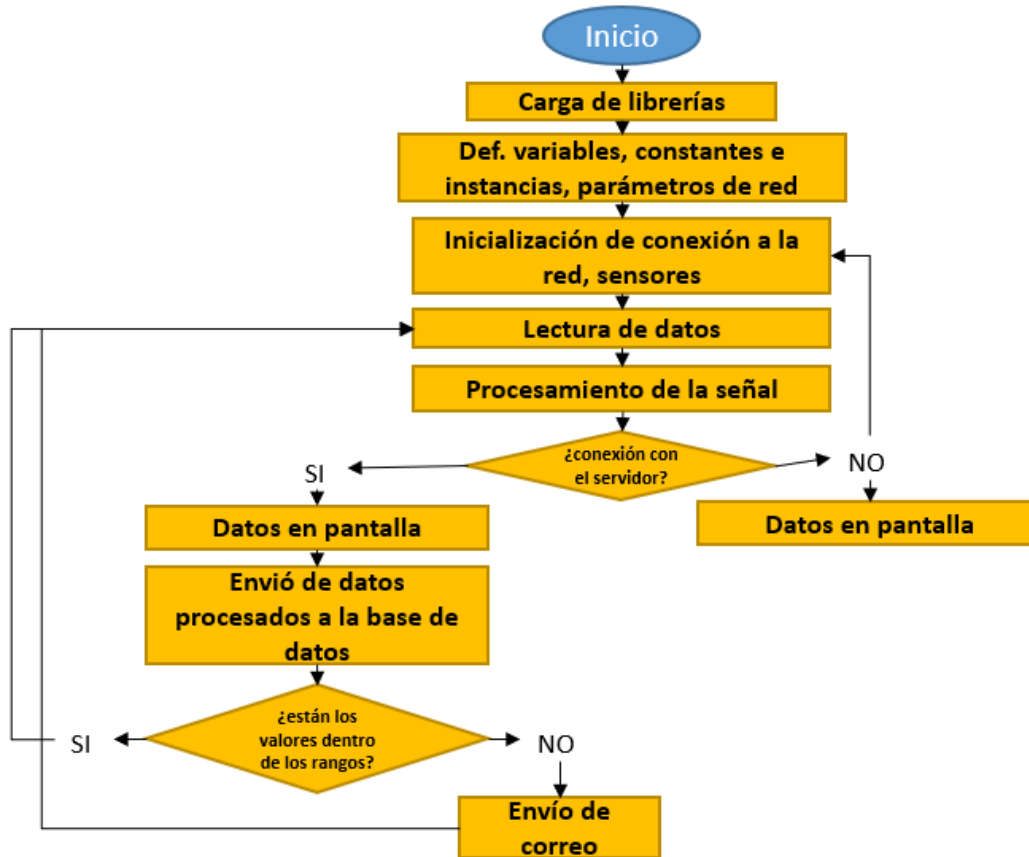 Inicio
Carga de librerías
Def. variables, constantes e
instancias, parámetros de red
Inicialización de conexión a la
red, sensores
Lectura de datos
Procesamiento de la señal
¿conexión con
el servidor?
SI
NO
Datos en pantalla
Datos en pantalla
Envió de datos
procesados a la base de
datos
¿están los
valores dentro
de los rangos?
SI
NO
Envío de
correo